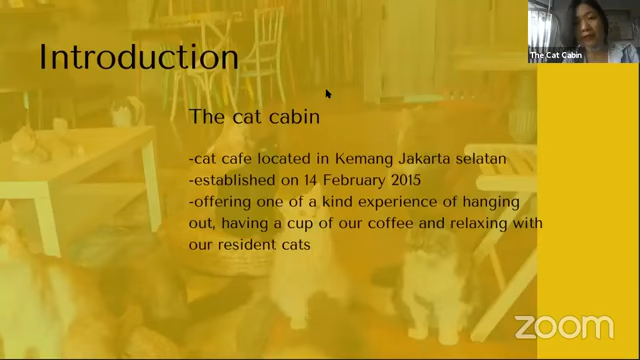 Introduction
The Cat Cabin
The cat cabin
-cat cafe located in Kemang Jakarta selatan
-established on 14 February 2015
-offering one of a kind experience of hanging
out, having a cup of our coffee and relaxing with
our resident cats
zoom